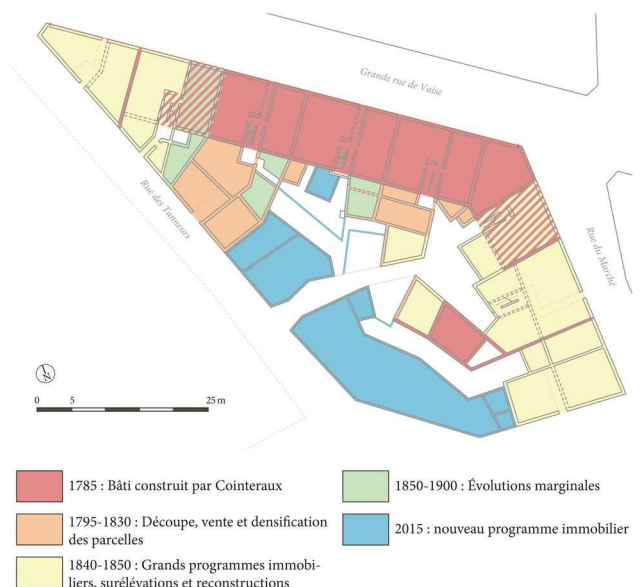 Grande rue de Vaise
Rue des Tanneurs
Rue du Marché
N
0 5 25 m
1785 : Bâti construit par Cointeraux
1795-1830 : Découpe, vente et densification
des parcelles
1840-1850 : Grands programmes immobi-
liers, surélévations et reconstructions
1850-1900 : Évolutions marginales
2015 : nouveau programme immobilier